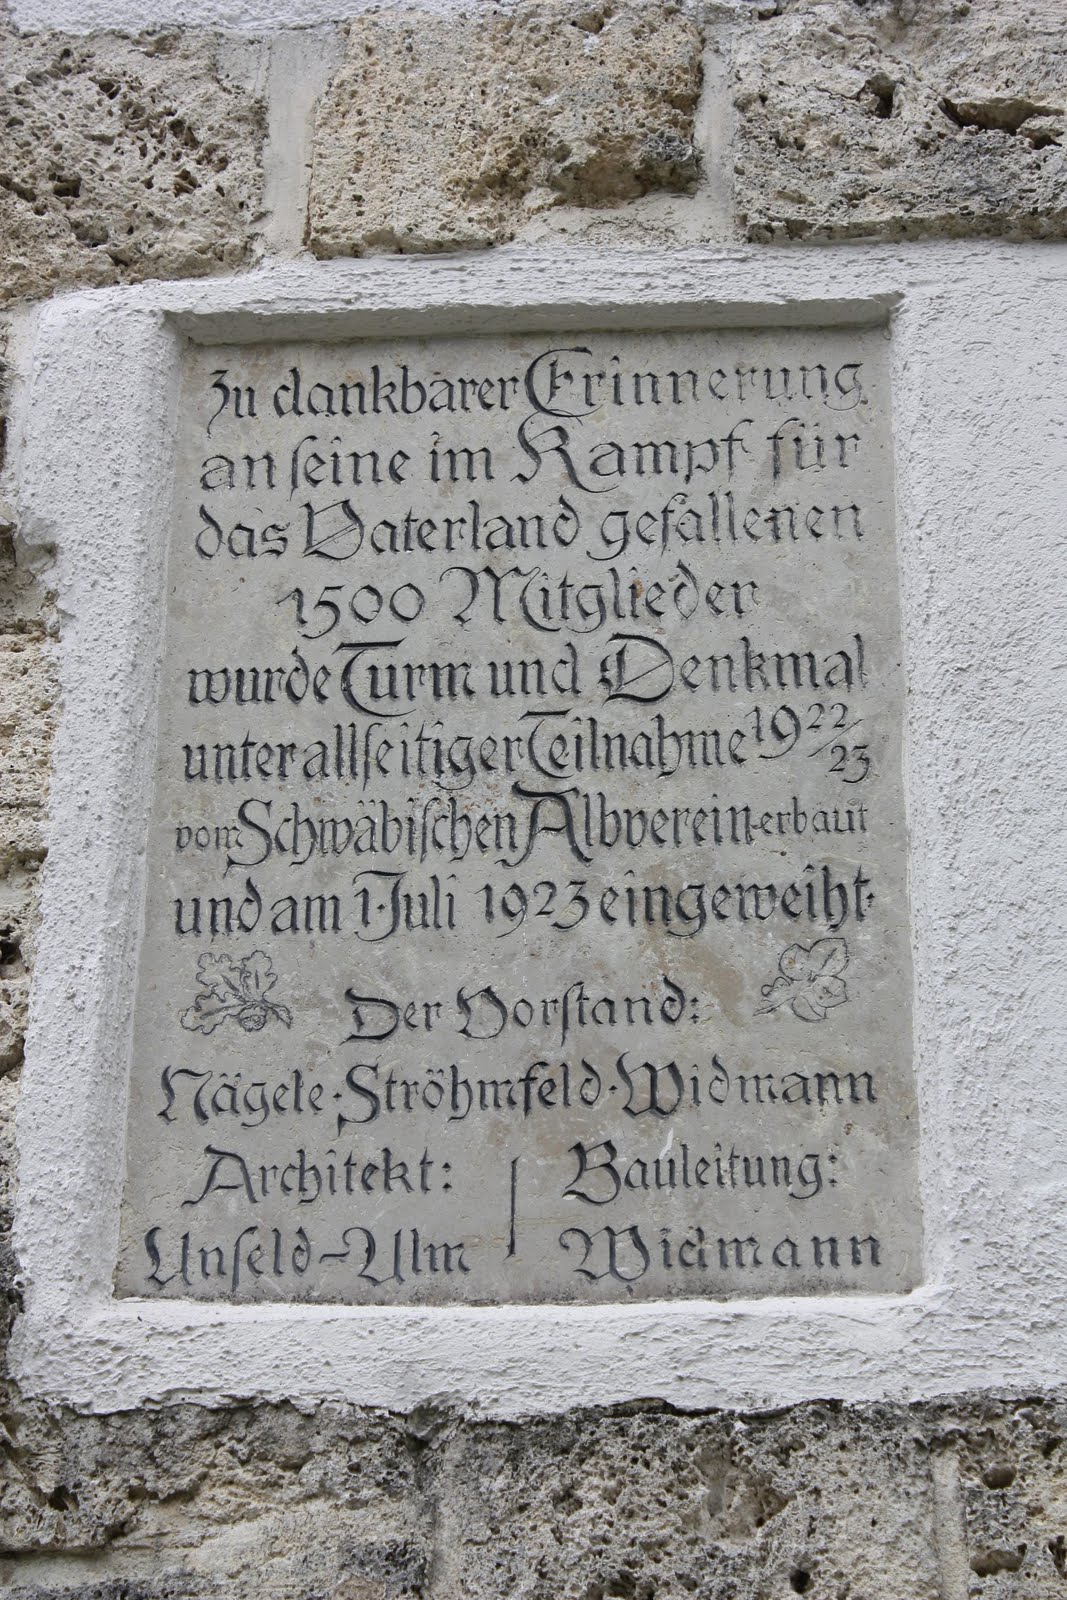 Zu dankbarer Erinnerung
an ſeine im Kampf für
das Vaterland gefallenen
1500 Mitglieder
wurde Turm und Denkmal
unter allſeitiger Teilnahme 1922/23
vom Schwäbiſchen Albverein erbaut
und am 1. Juli 1923 eingeweiht.
Der Vorſtand:
Nägele · Ströhmfeld · Widmann
Architekt: Bauleitung:
Unſeld-Ulm Widmann